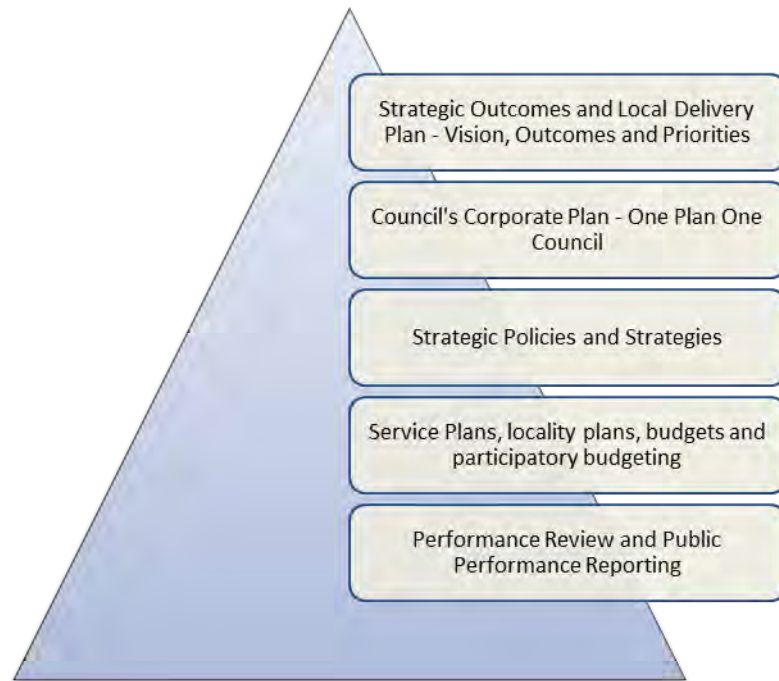 Strategic Outcomes and Local Delivery
Plan - Vision, Outcomes and Priorities
Council's Corporate Plan - One Plan One
Council
Strategic Policies and Strategies
Service Plans, locality plans, budgets and
participatory budgeting
Performance Review and Public
Performance Reporting